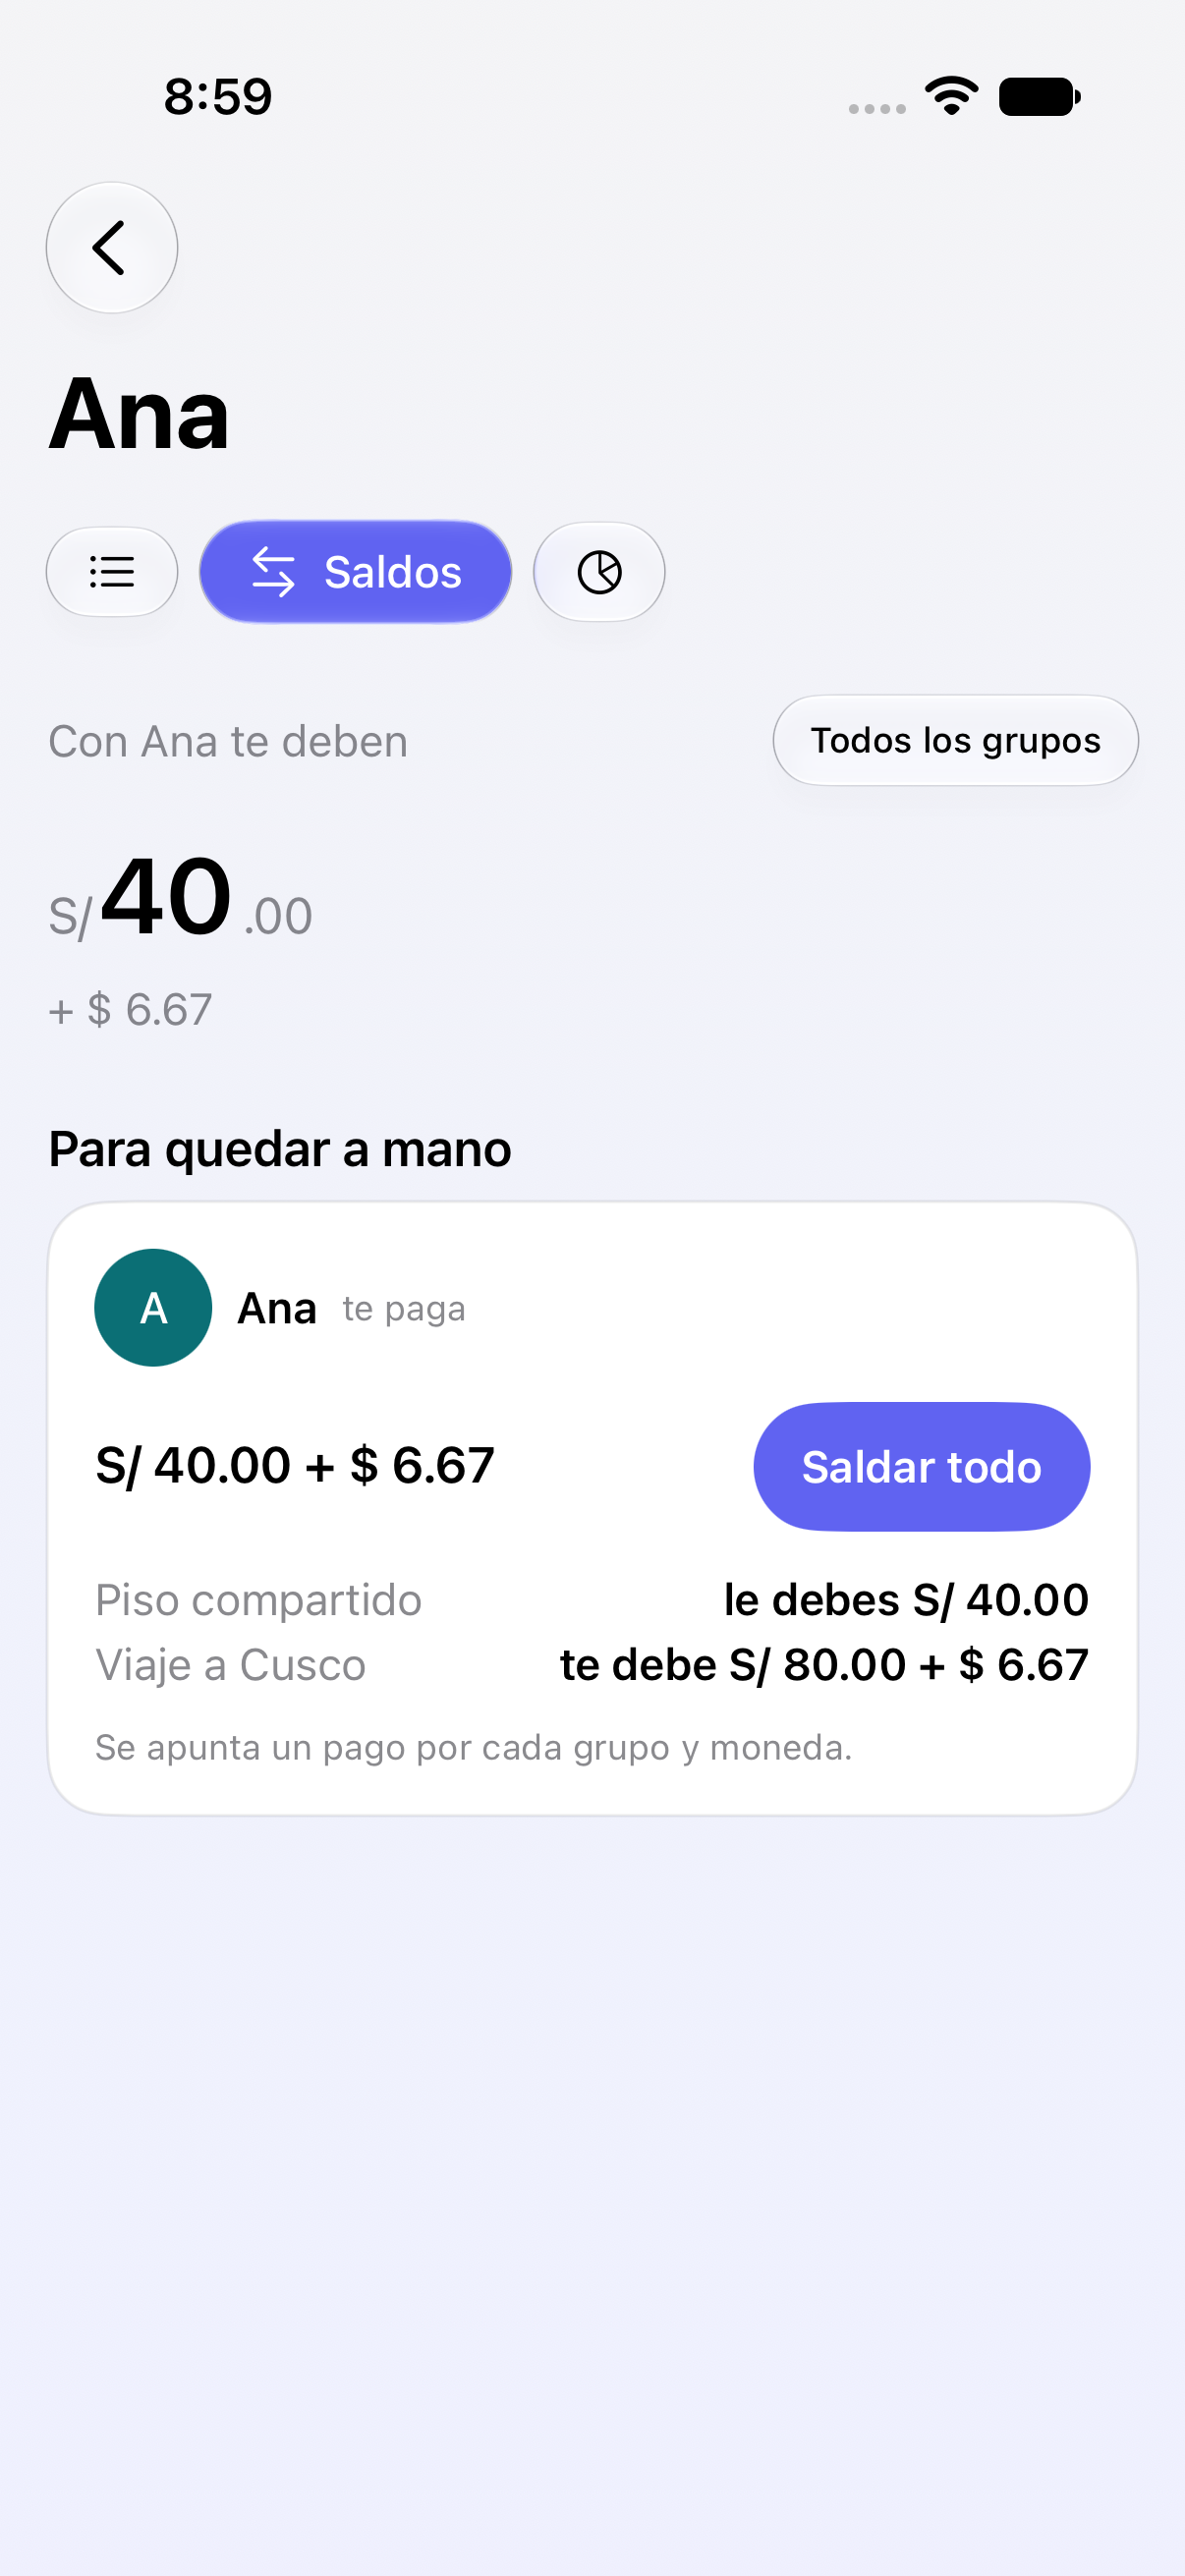 8:59
Ana
Saldos
Con Ana te deben
Todos los grupos
S/40.00
+ $ 6.67
Para quedar a mano
A
Ana te paga
S/ 40.00 + $ 6.67
Saldar todo
Piso compartido le debes S/ 40.00
Viaje a Cusco te debe S/ 80.00 + $ 6.67
Se apunta un pago por cada grupo y moneda.